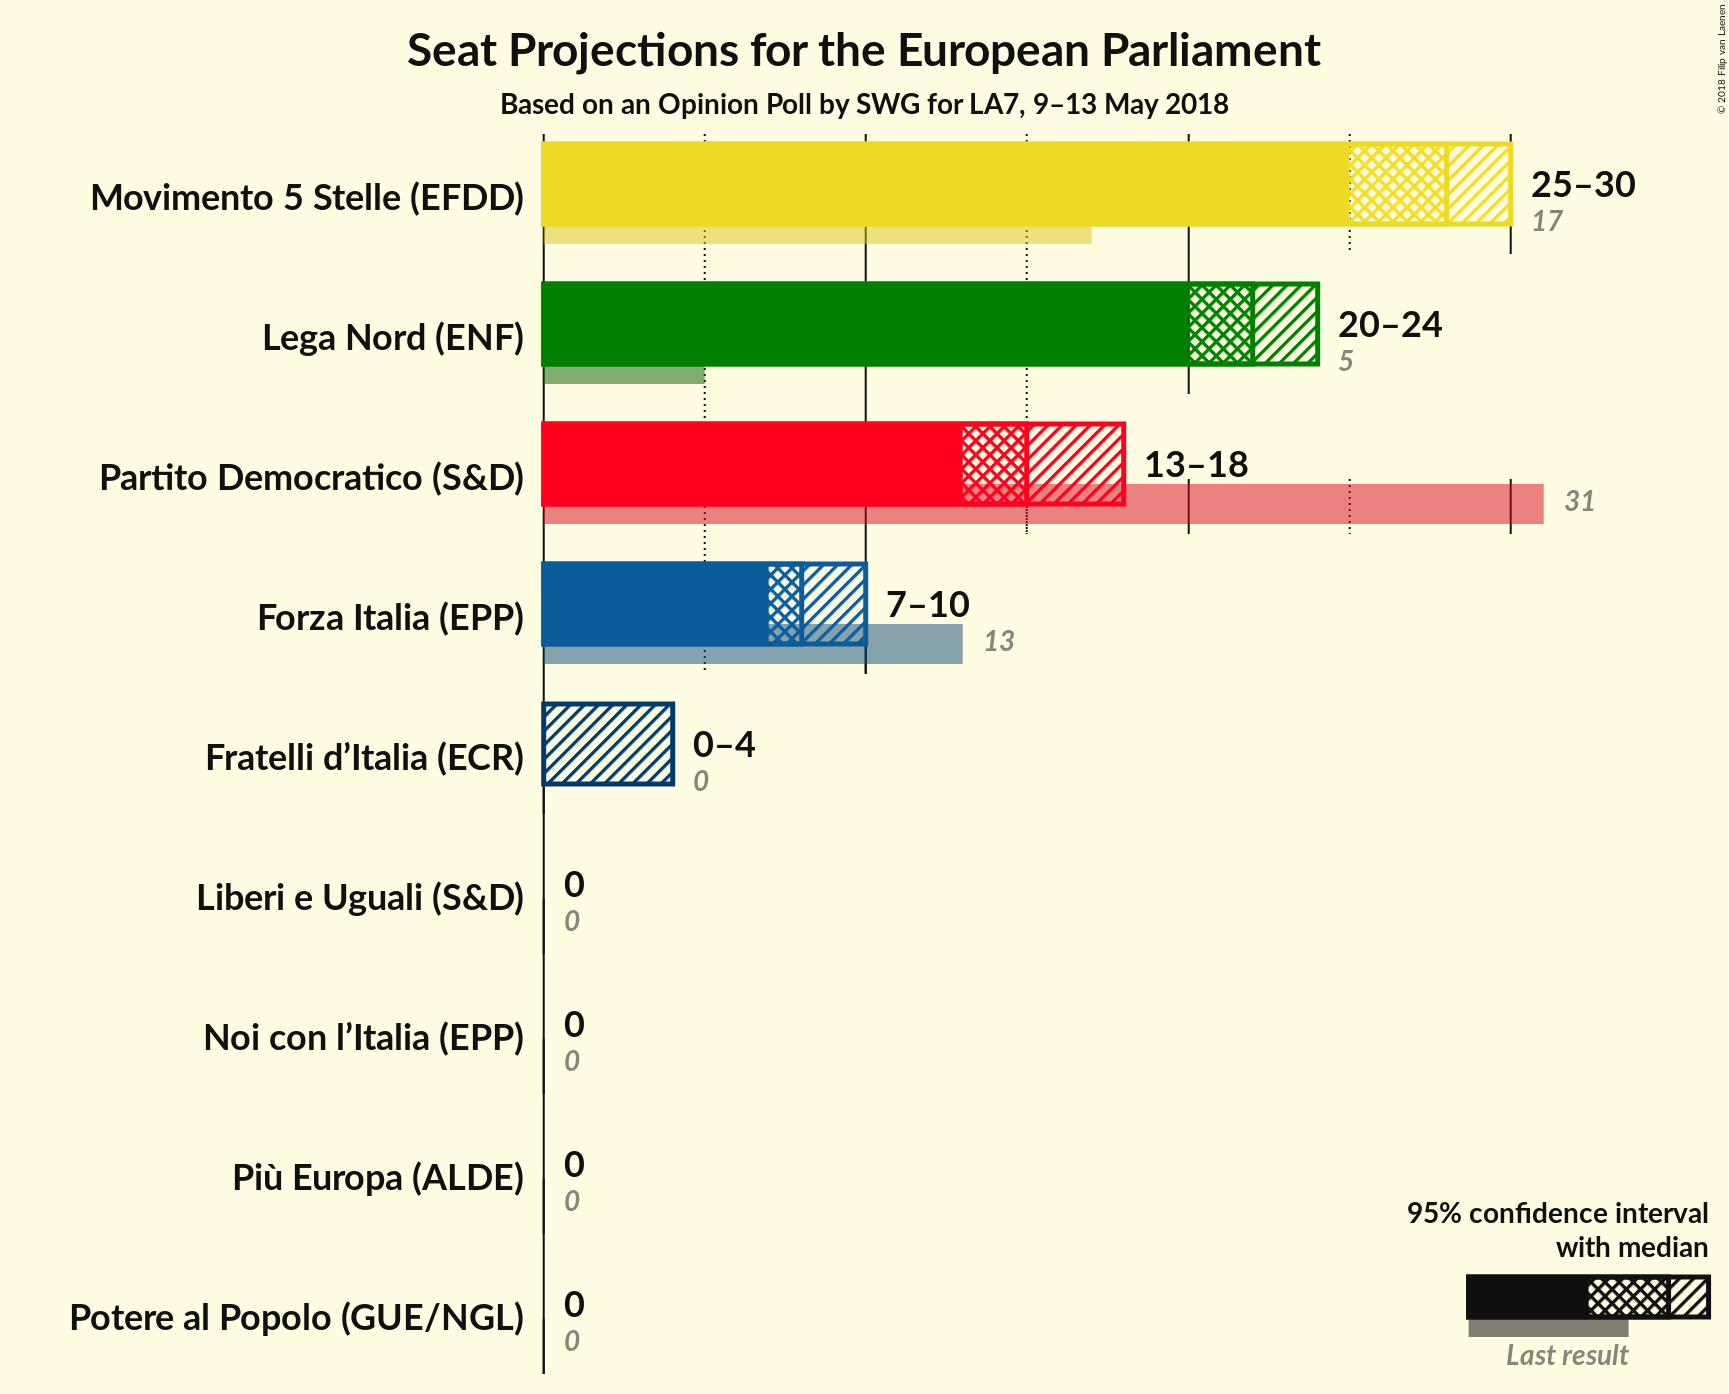 Seat Projections for the European Parliament
Based on an Opinion Poll by SWG for LA7, 9–13 May 2018
© 2018 Filip van Laenen
Movimento 5 Stelle (EFDD)
25–30
17
Lega Nord (ENF)
20–24
5
Partito Democratico (S&D)
13–18
31
Forza Italia (EPP)
7–10
13
Fratelli d’Italia (ECR)
0–4
0
Liberi e Uguali (S&D)
0
0
Noi con l’Italia (EPP)
0
0
Più Europa (ALDE)
0
0
Potere al Popolo (GUE/NGL)
0
0
95% confidence interval
with median
Last result